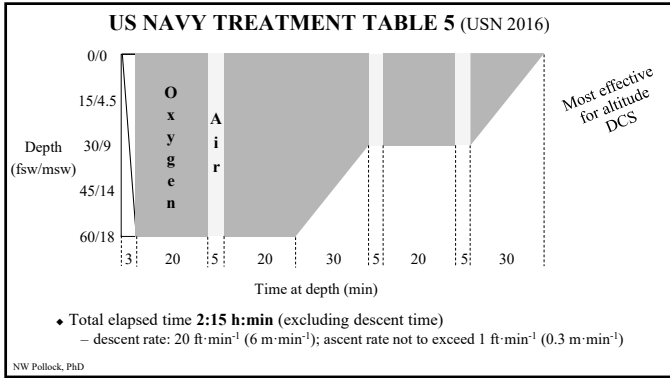 US NAVY TREATMENT TABLE 5 (USN 2016)
0/0
15/4.5
Depth
(fsw/msw)
30/9
45/14
60/18
Oxygen
Air
Most effective
for altitude
DCS
3 20 5 20 30 5 20 5 30
Time at depth (min)
◆ Total elapsed time 2:15 h:min (excluding descent time)
– descent rate: 20 ft·min⁻¹ (6 m·min⁻¹); ascent rate not to exceed 1 ft·min⁻¹ (0.3 m·min⁻¹)
NW Pollock, PhD